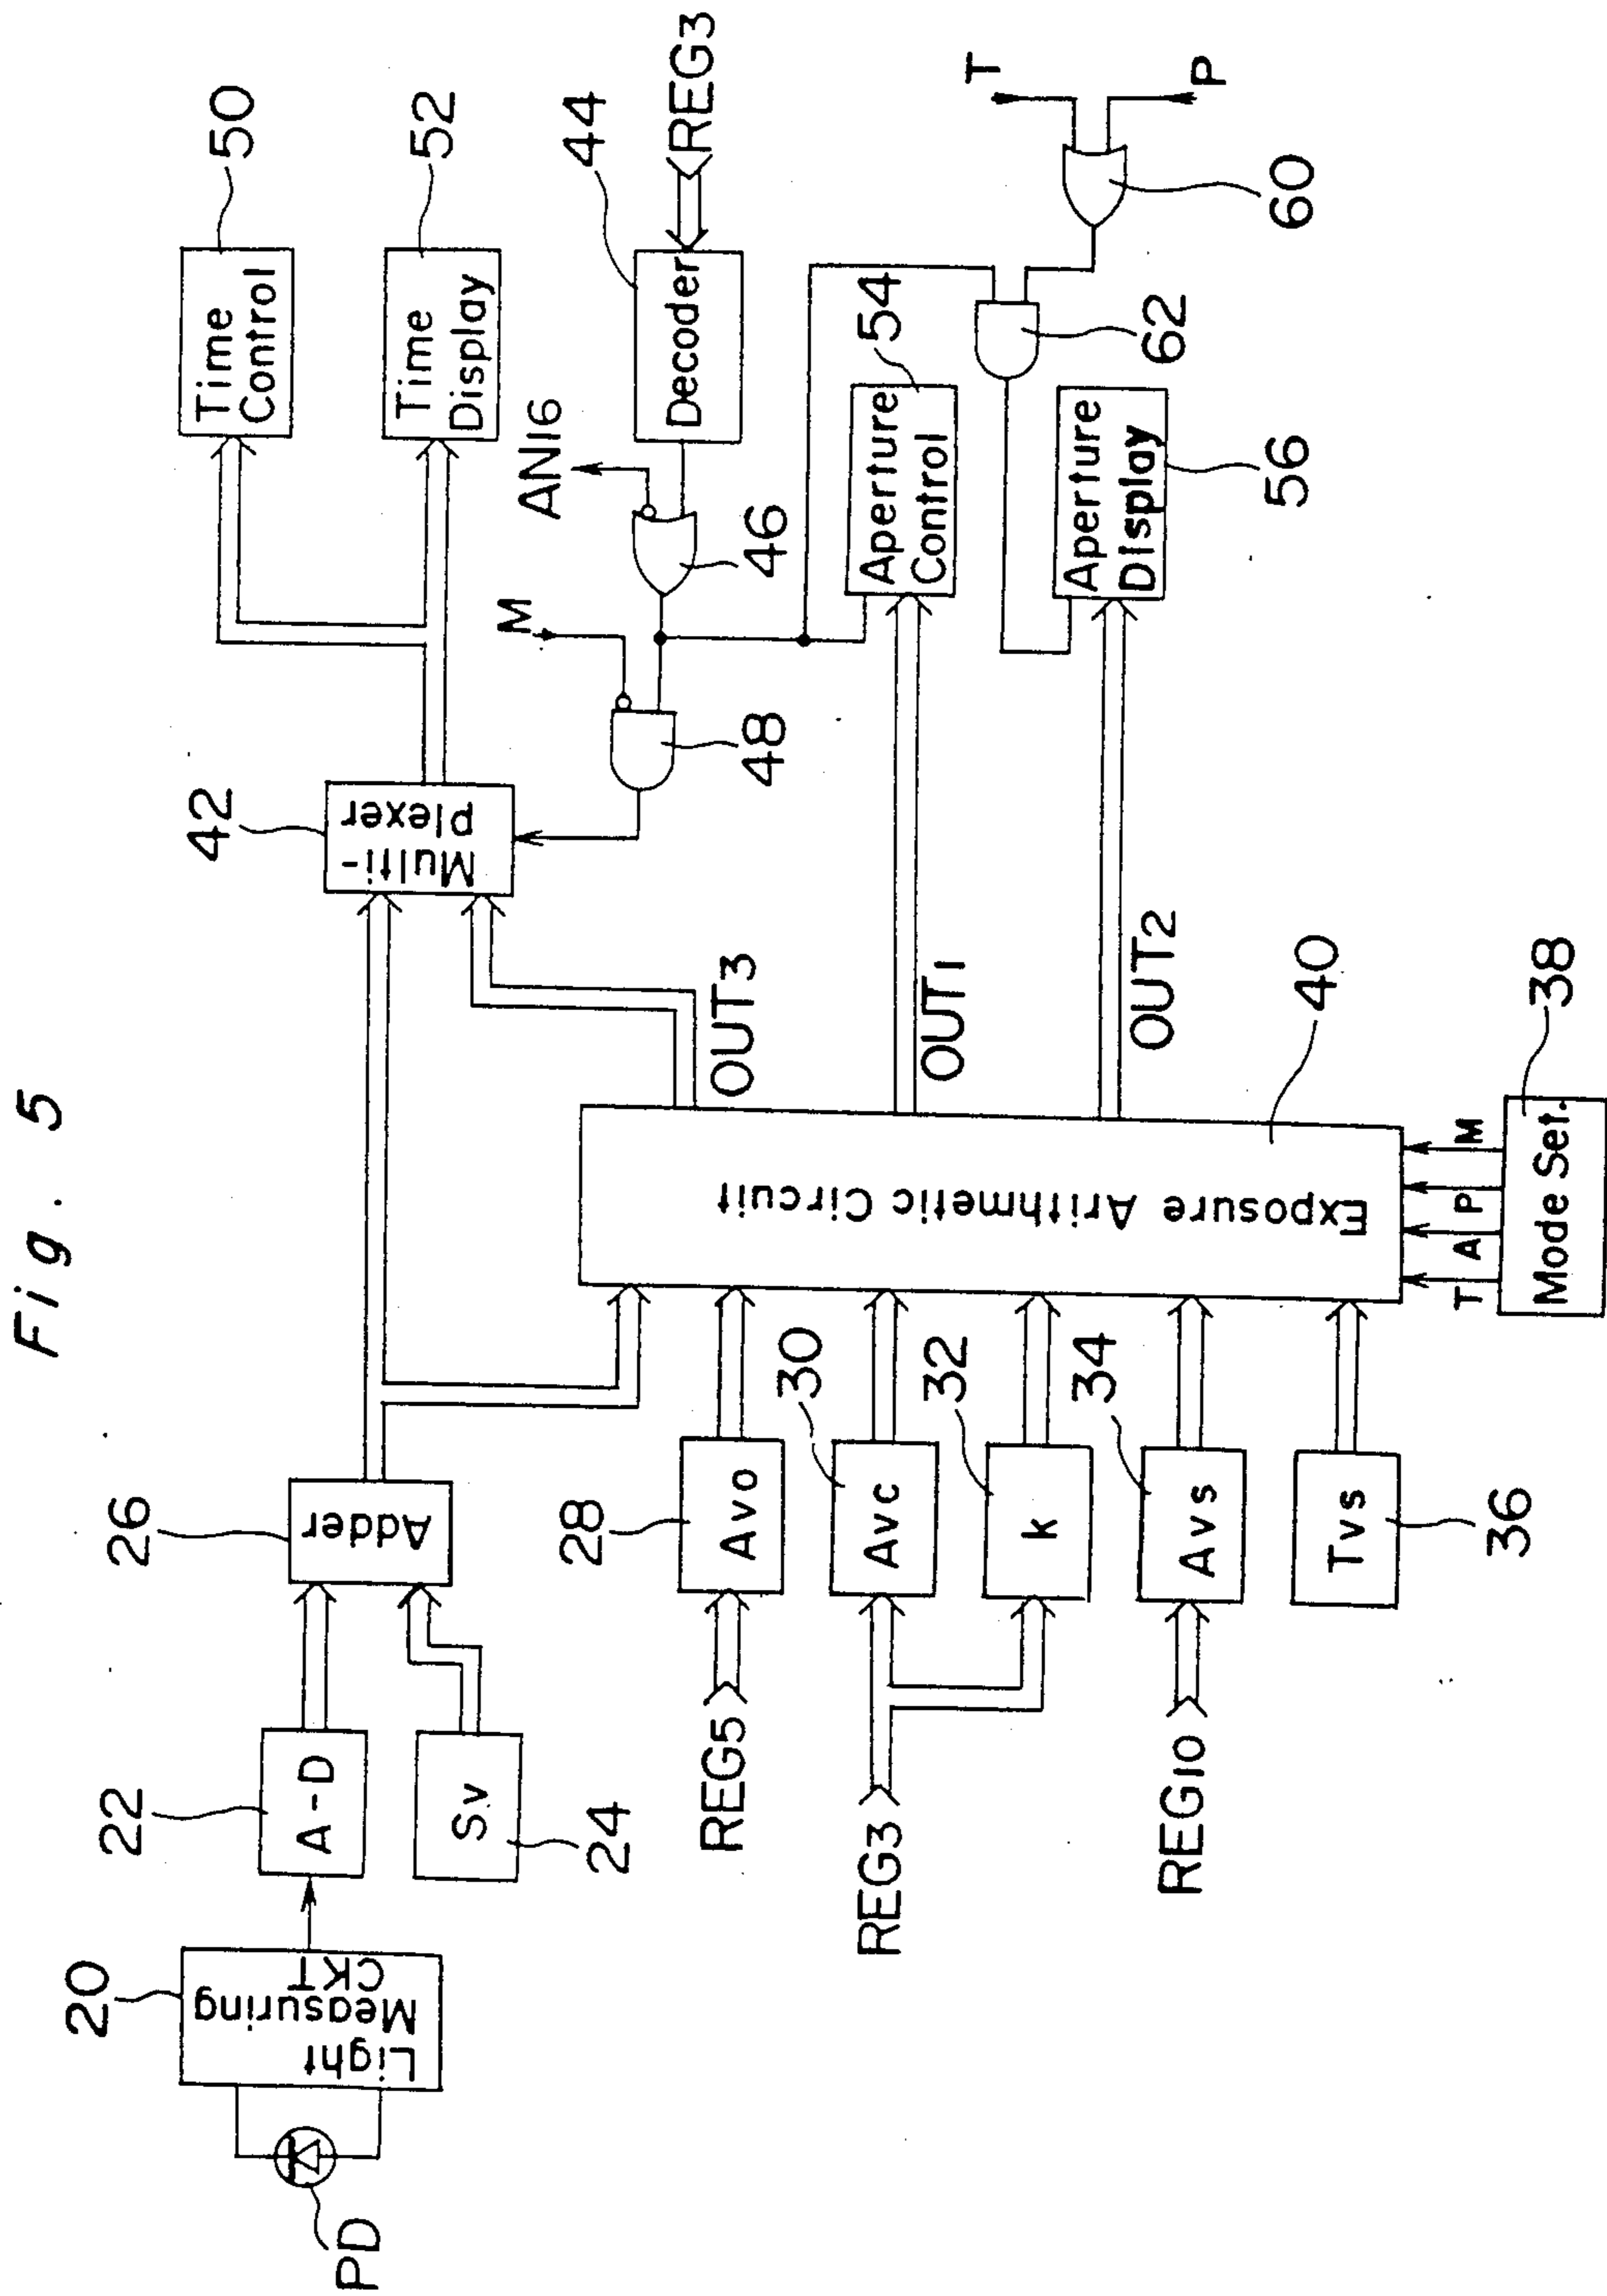 Fig. 5
PD
20
Light
Measuring
CKT
22
A-D
24
Sv
26
Adder
REG5
28
Avo
REG3
30
Avc
32
k
REG10
34
Avs
36
Tvs
Exposure Arithmetic Circuit
40
T A P M
Mode Set.
38
OUT3
OUT1
OUT2
42
Multi-
plexer
48
M
46
AN16
44
Decoder
REG3
Time
Control
50
Time
Display
52
Aperture
Control
54
Aperture
Display
56
62
60
T
P